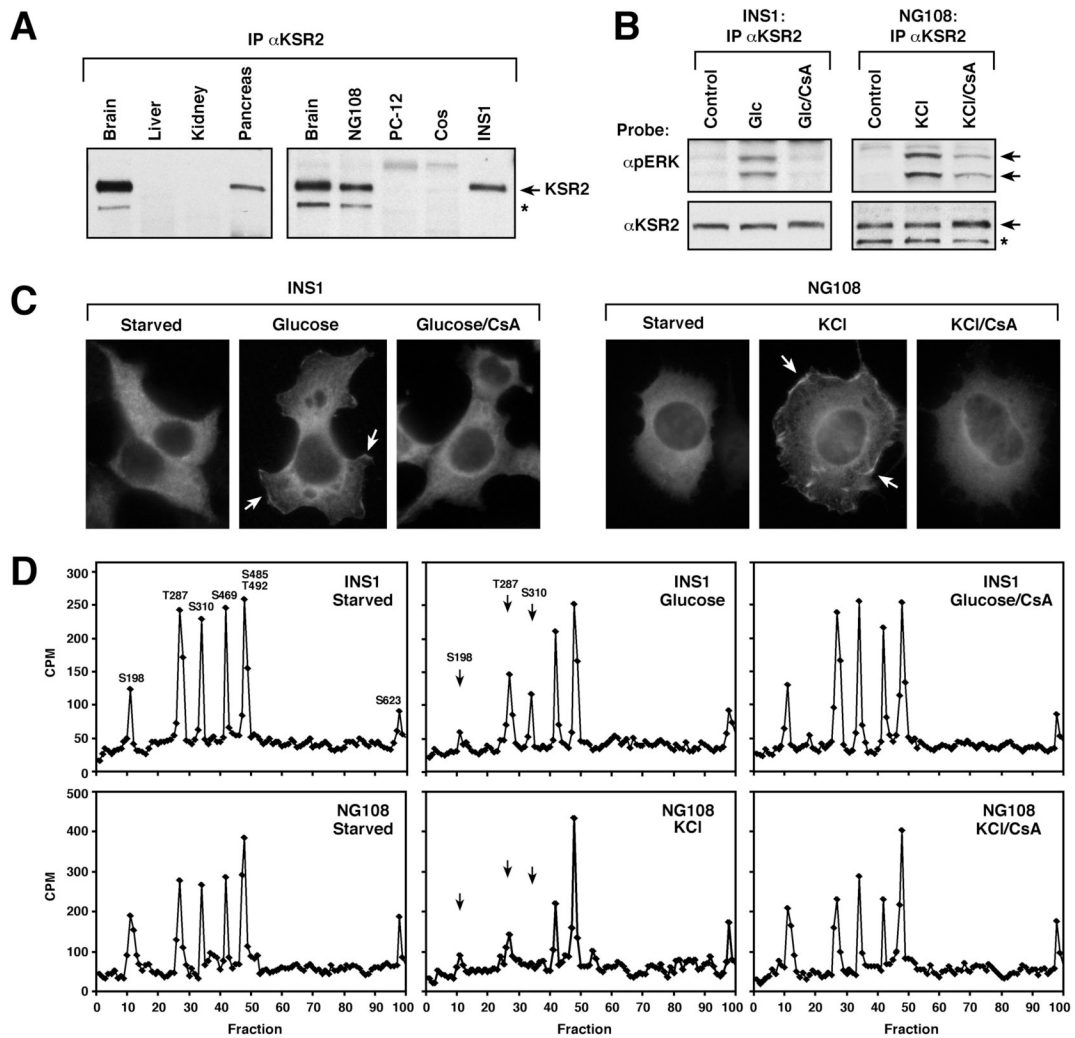 A
IP αKSR2
Brain
Liver
Kidney
Pancreas
Brain
NG108
PC-12
Cos
INS1
KSR2
*
B
INS1:
IP αKSR2
NG108:
IP αKSR2
Control
Glc
Glc/CsA
Control
KCl
KCl/CsA
Probe:
αpERK
αKSR2
*
C
INS1
Starved
Glucose
Glucose/CsA
NG108
Starved
KCl
KCl/CsA
D
CPM
300
250
200
150
100
50
0
INS1
Starved
S198
T287
S310
S469
S485
T492
S623
INS1
Glucose
S198
T287
S310
INS1
Glucose/CsA
CPM
500
400
300
200
100
0
NG108
Starved
NG108
KCl
NG108
KCl/CsA
0 10 20 30 40 50 60 70 80 90 100
0 10 20 30 40 50 60 70 80 90 100
0 10 20 30 40 50 60 70 80 90 100
Fraction
Fraction
Fraction